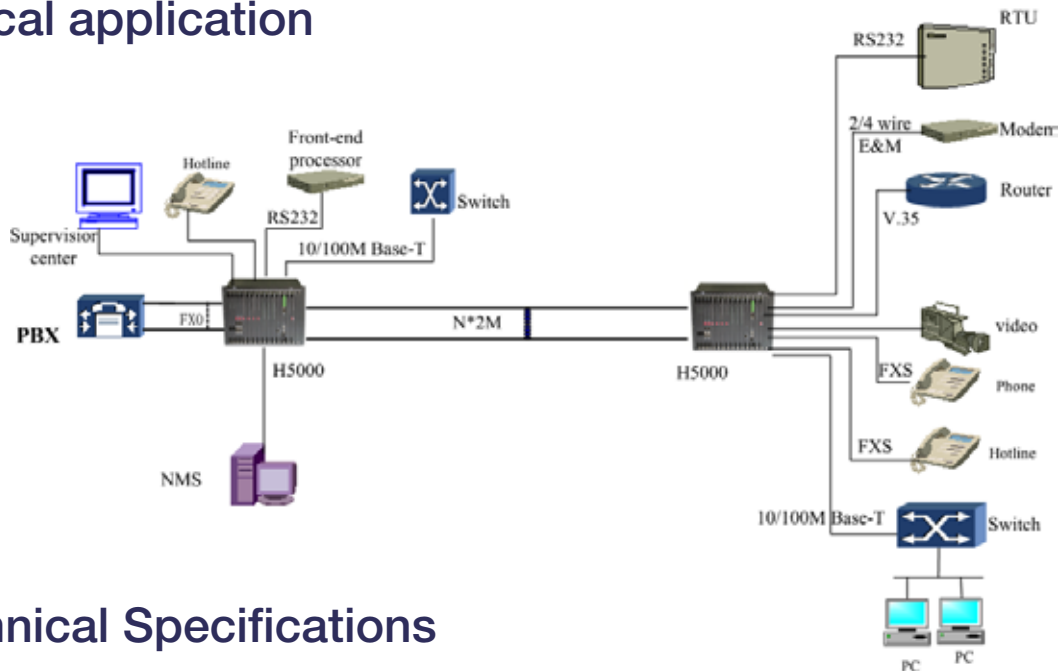 cal application
RTU
RS232
2/4 wire
Modem
E&M
Front-end
processor
Hotline
Router
Switch
RS232
V.35
Supervision
center
10/100M Base-T
FX0
N*2M
PBX
video
H5000
H5000
FXS
Phone
FXS
Hotline
NMS
10/100M Base-T
Switch
hnical Specifications
PC
PC